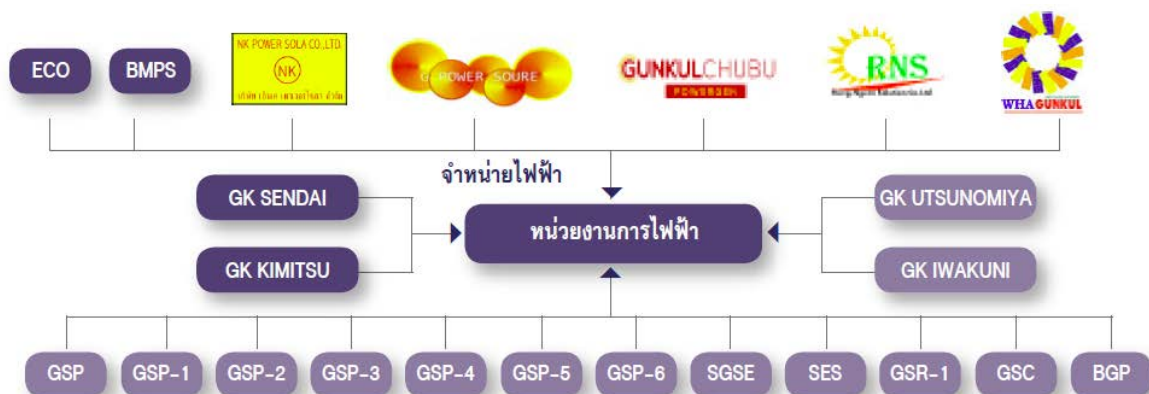 ECO
BMPS
NK POWER SOLA CO.,LTD.
NK
G-POWER SOURE
GUNKULCHUBU
POWERGEN
RNS
WHAGUNKUL
จำหน่ายไฟฟ้า
GK SENDAI
GK UTSUNOMIYA
หน่วยงานการไฟฟ้า
GK KIMITSU
GK IWAKUNI
GSP
GSP-1
GSP-2
GSP-3
GSP-4
GSP-5
GSP-6
SGSE
SES
GSR-1
GSC
BGP